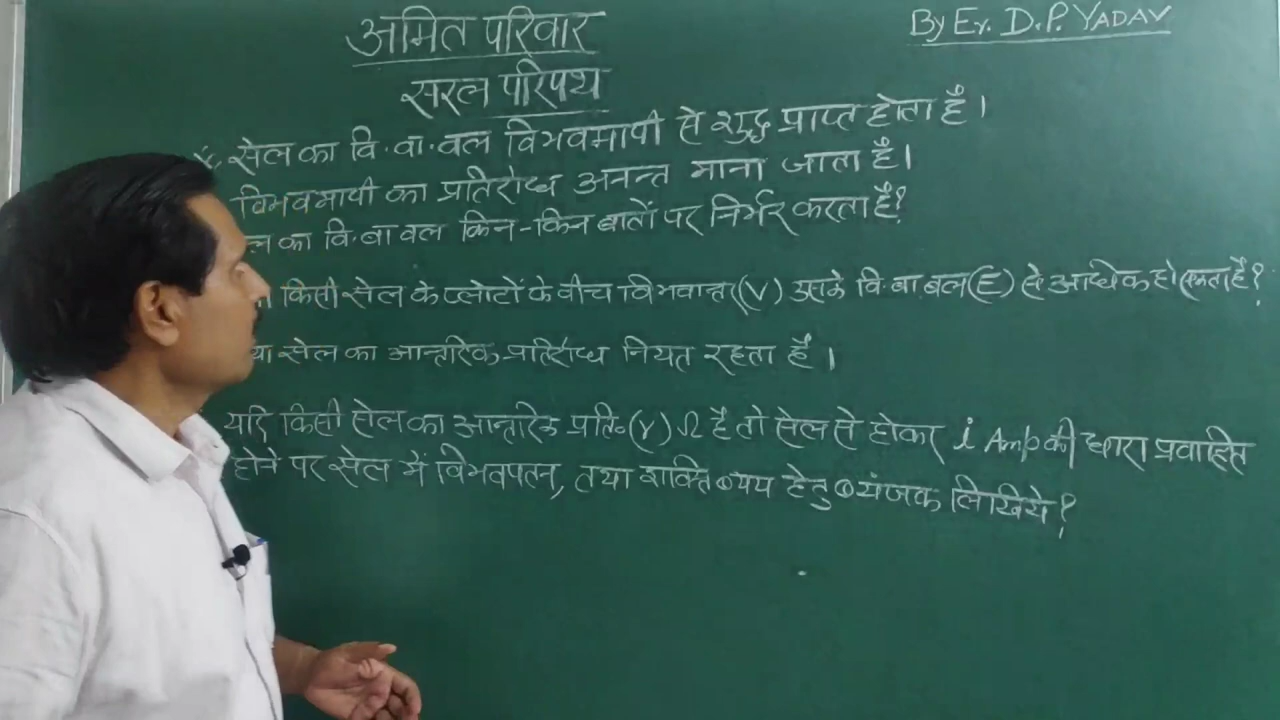 अमित परिवार
By Er. D.P. YADAV
सरल परिपथ
सेल का वि.वा.वल विभवमापी से शुद्ध प्राप्त होता है।
विभवमापी का प्रतिरोध अनन्त माना जाता है।
ल का वि.बा वल किन-किन बातों पर निर्भर करता है?
किसी सेल के प्लेटों के बीच विभवान्तर(V) उसके वि.बा.बल(E) से अधिक हो सकता है?
या सेल का आन्तरिक-प्रतिरोध नियत रहता है।
यदि किसी सेल का आन्तरिक प्रति०(r)Ω है तो सेल से होकर i Amp की धारा प्रवाहित
होने पर सेल में विभवपतन, तथा शक्ति व्यय हेतु व्यंजक लिखिये?